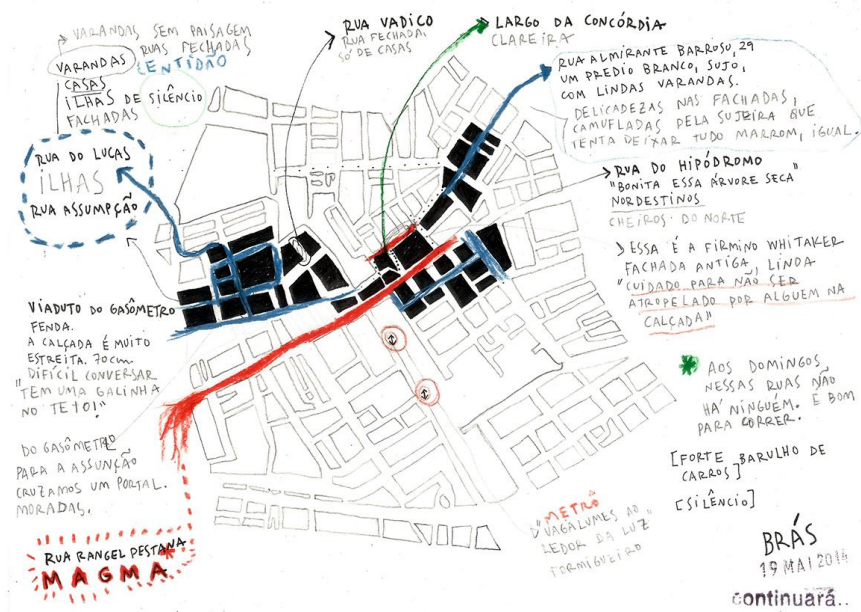 VARANDAS SEM PAISAGEM
RUAS FECHADAS
LENTIDÃO
VARANDAS
CASAS
ILHAS DE SILÊNCIO
FACHADAS
RUA DO LUCAS
ILHAS
RUA ASSUMPÇÃO
VIADUTO DO GASÔMETRO
FENDA.
A CALÇADA É MUITO
ESTREITA. 70cm
DIFÍCIL CONVERSAR
"TEM UMA GALINHA
NO TETO!"
DO GASÔMETRO
PARA A ASSUNÇÃO
CRUZAMOS UM PORTAL.
MORADAS.
RUA RANGEL PESTANA
MAGMA
RUA VADICO
RUA FECHADA,
SÓ DE CASAS
LARGO DA CONCÓRDIA
CLAREIRA
RUA ALMIRANTE BARROSO, 29
UM PREDIO BRANCO, SUJO,
COM LINDAS VARANDAS.
DELICADEZAS NAS FACHADAS,
CAMUFLADAS PELA SUJEIRA QUE
TENTA DEIXAR TUDO MARROM, IGUAL.
RUA DO HIPÓDROMO
"BONITA ESSA ÁRVORE SECA"
NORDESTINOS
CHEIROS DO NORTE
ESSA É A FIRMINO WHITAKER
FACHADA ANTIGA, LINDA
"CUIDADO PARA NÃO SER
ATROPELADO POR ALGUEM NA
CALÇADA"
* AOS DOMINGOS
NESSAS RUAS NÃO
HÁ NINGUÉM. É BOM
PARA CORRER.
[FORTE BARULHO DE
CARROS]
[SILÊNCIO]
METRÔ
"VAGALUMES AO
REDOR DA LUZ"
FORMIGUEIRO
BRÁS
19 MAI 2014
continuará..